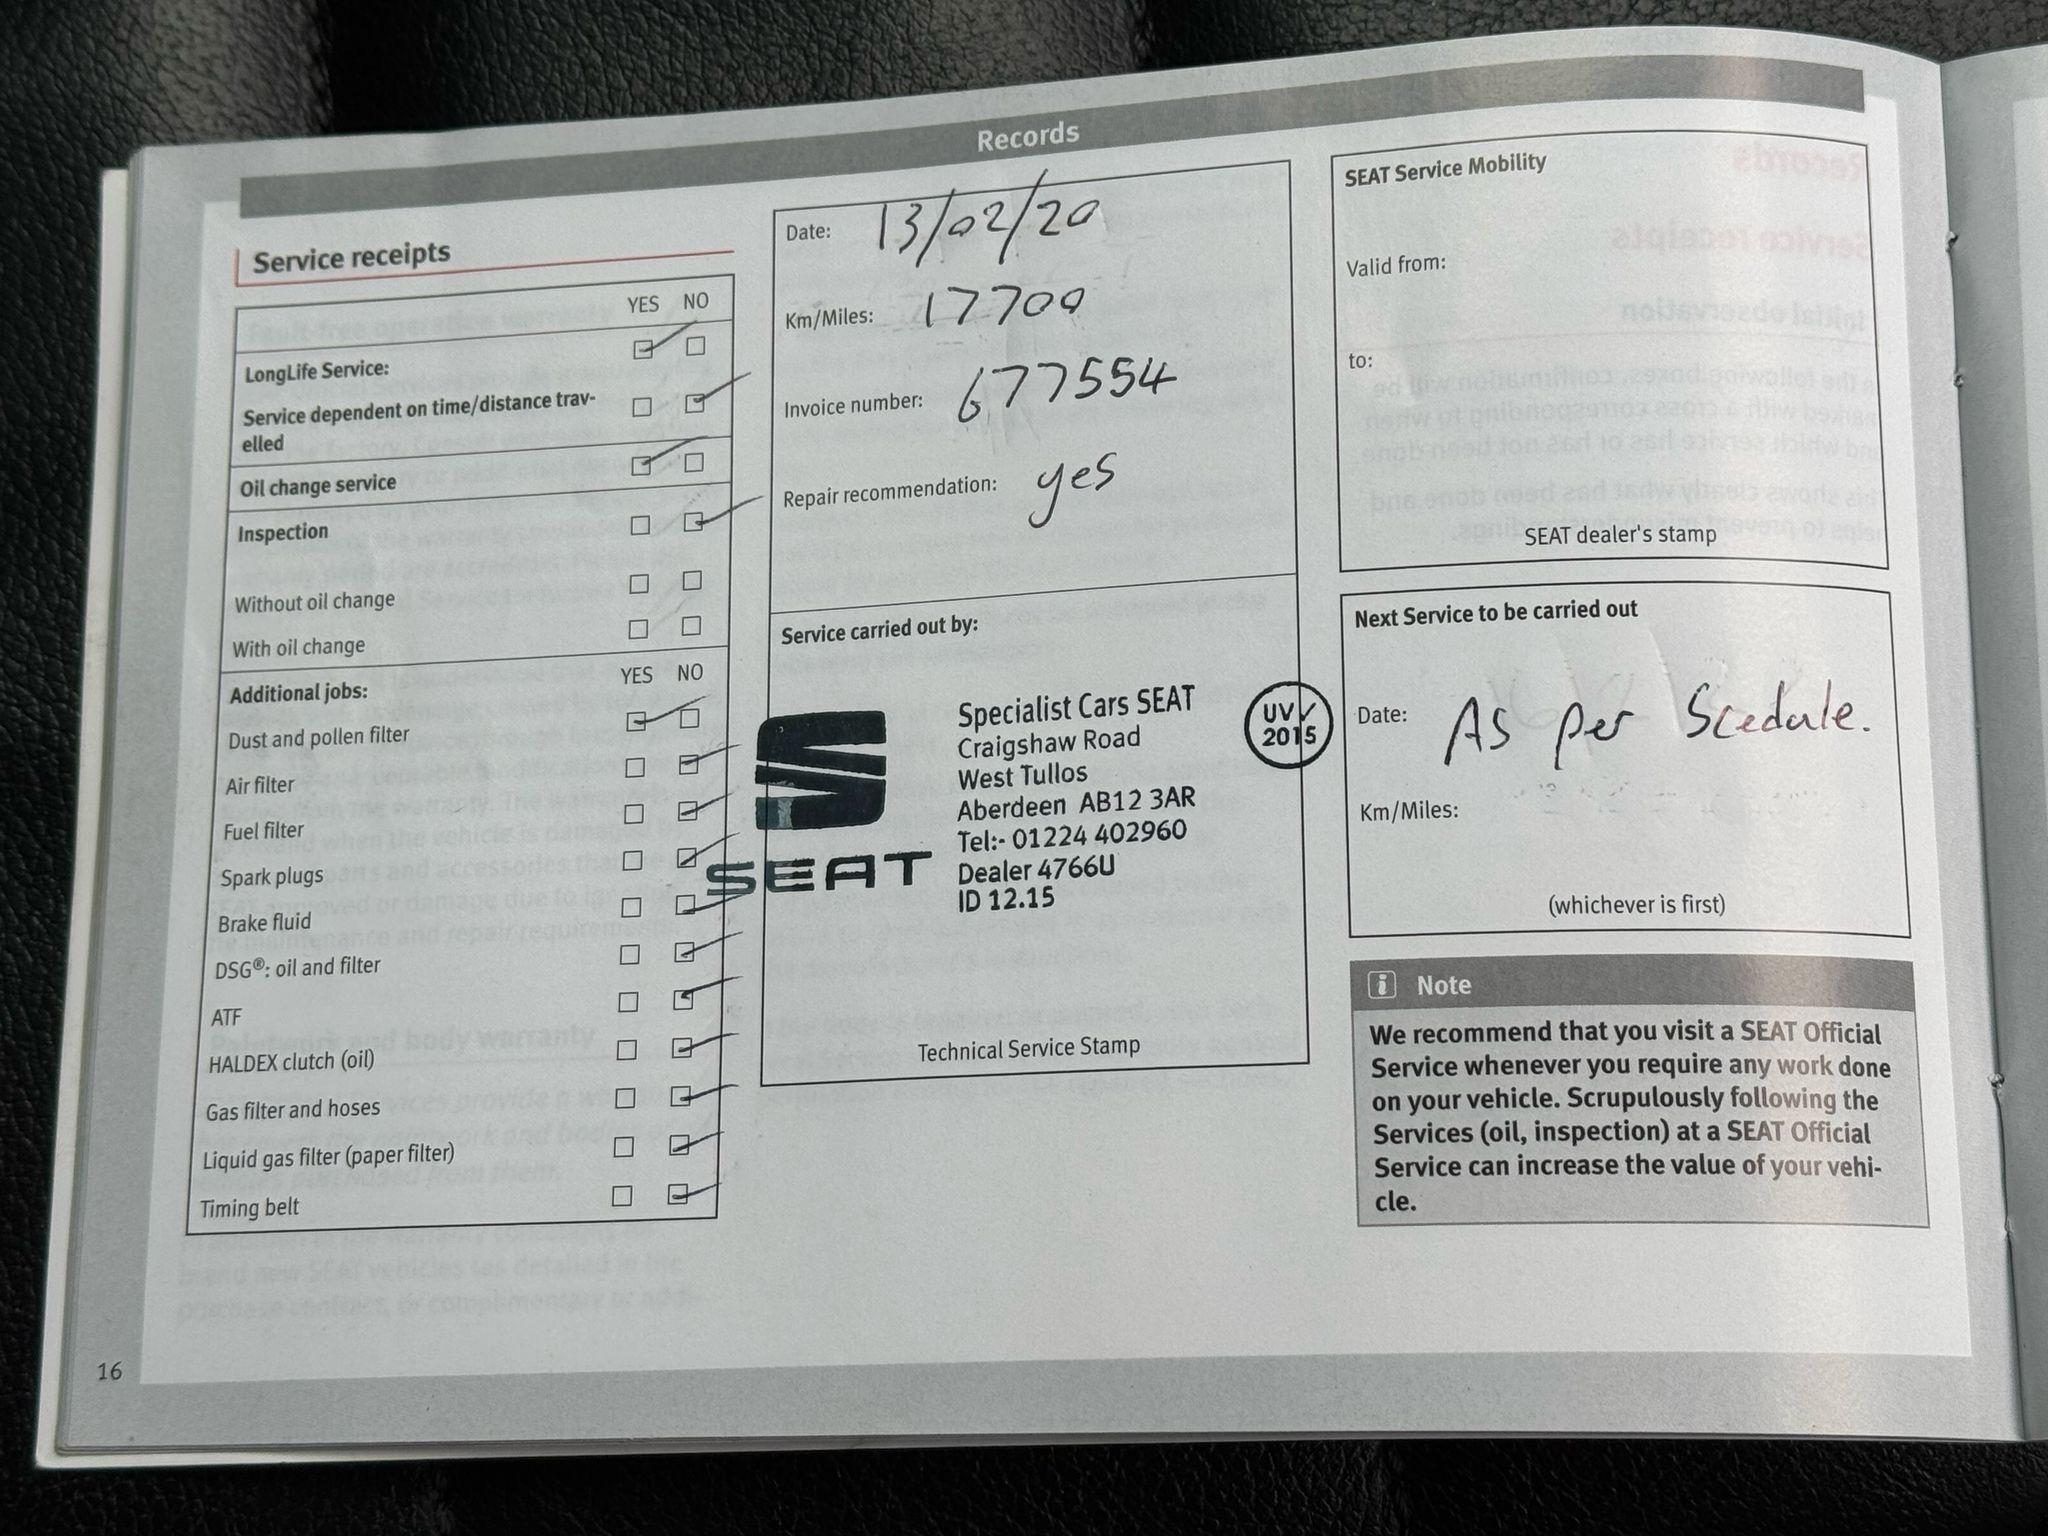 Records
Service receipts
YES NO
LongLife Service:
Service dependent on time/distance trav-
elled
Oil change service
Inspection
Without oil change
With oil change
Additional jobs: YES NO
Dust and pollen filter
Air filter
Fuel filter
Spark plugs
Brake fluid
DSG®: oil and filter
ATF
HALDEX clutch (oil)
Gas filter and hoses
Liquid gas filter (paper filter)
Timing belt
Date: 13/02/20
Km/Miles: 17700
Invoice number: 677554
Repair recommendation: yes
Service carried out by:
SEAT
Specialist Cars SEAT
Craigshaw Road
West Tullos
Aberdeen AB12 3AR
Tel:- 01224 402960
Dealer 4766U
ID 12.15
UV✓
2015
Technical Service Stamp
SEAT Service Mobility
Valid from:
to:
SEAT dealer's stamp
Next Service to be carried out
Date: As per Scedule.
Km/Miles:
(whichever is first)
i Note
We recommend that you visit a SEAT Official
Service whenever you require any work done
on your vehicle. Scrupulously following the
Services (oil, inspection) at a SEAT Official
Service can increase the value of your vehi-
cle.
16